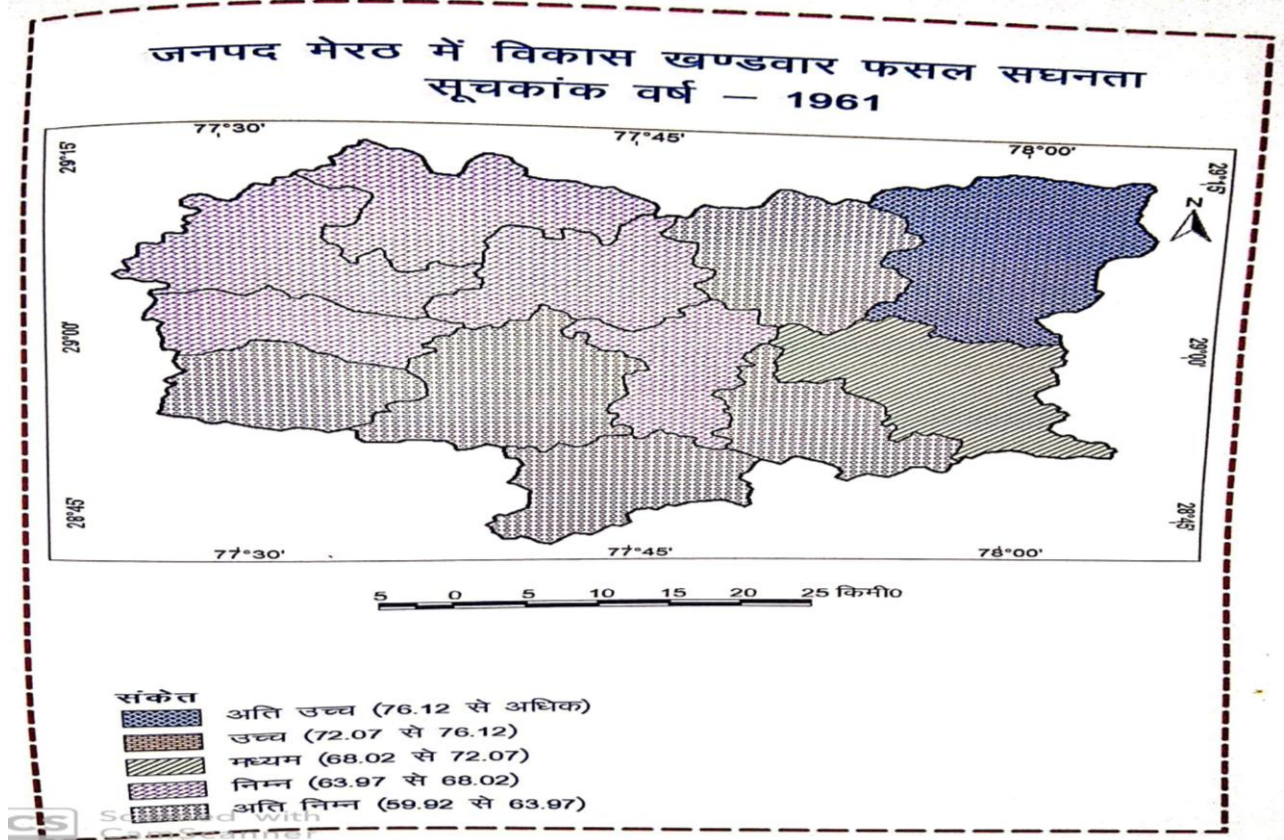 जनपद मेरठ में विकास खण्डवार फसल सघनता
सूचकांक वर्ष – 1961
77°30' 77°45' 78°00'
29°15' 29°15'
N
29°00' 29°00'
28°45' 28°45'
77°30' 77°45' 78°00'
5 0 5 10 15 20 25 किमी0
संकेत
अति उच्च (76.12 से अधिक)
उच्च (72.07 से 76.12)
मध्यम (68.02 से 72.07)
निम्न (63.97 से 68.02)
अति निम्न (59.92 से 63.97)
CS Scanned with
CamScanner